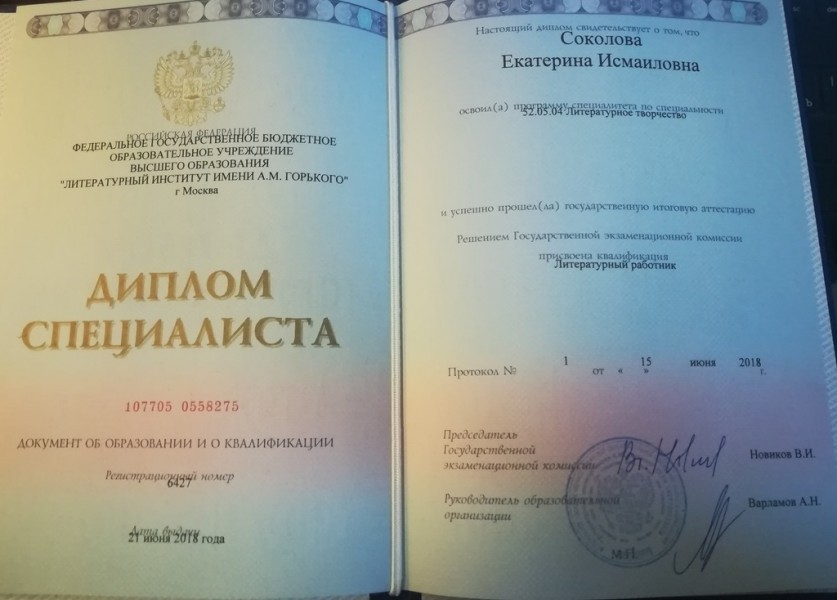 РОССИЙСКАЯ ФЕДЕРАЦИЯ
ФЕДЕРАЛЬНОЕ ГОСУДАРСТВЕННОЕ БЮДЖЕТНОЕ
ОБРАЗОВАТЕЛЬНОЕ УЧРЕЖДЕНИЕ
ВЫСШЕГО ОБРАЗОВАНИЯ
"ЛИТЕРАТУРНЫЙ ИНСТИТУТ ИМЕНИ А.М. ГОРЬКОГО"
г Москва
ДИПЛОМ
СПЕЦИАЛИСТА
107705 0558275
ДОКУМЕНТ ОБ ОБРАЗОВАНИИ И О КВАЛИФИКАЦИИ
Регистрационный номер
6427
Дата выдачи
21 июня 2018 года
Настоящий диплом свидетельствует о том, что
Соколова
Екатерина Исмаиловна
освоил(а) программу специалитета по специальности
52.05.04 Литературное творчество
и успешно прошел(ла) государственную итоговую аттестацию
Решением Государственной экзаменационной комиссии
присвоена квалификация
Литературный работник
Протокол № 1 от « 15 » июня 2018 г.
Председатель
Государственной
экзаменационной комиссии
Новиков В.И.
Руководитель образовательной
организации
Варламов А.Н.
М.П.